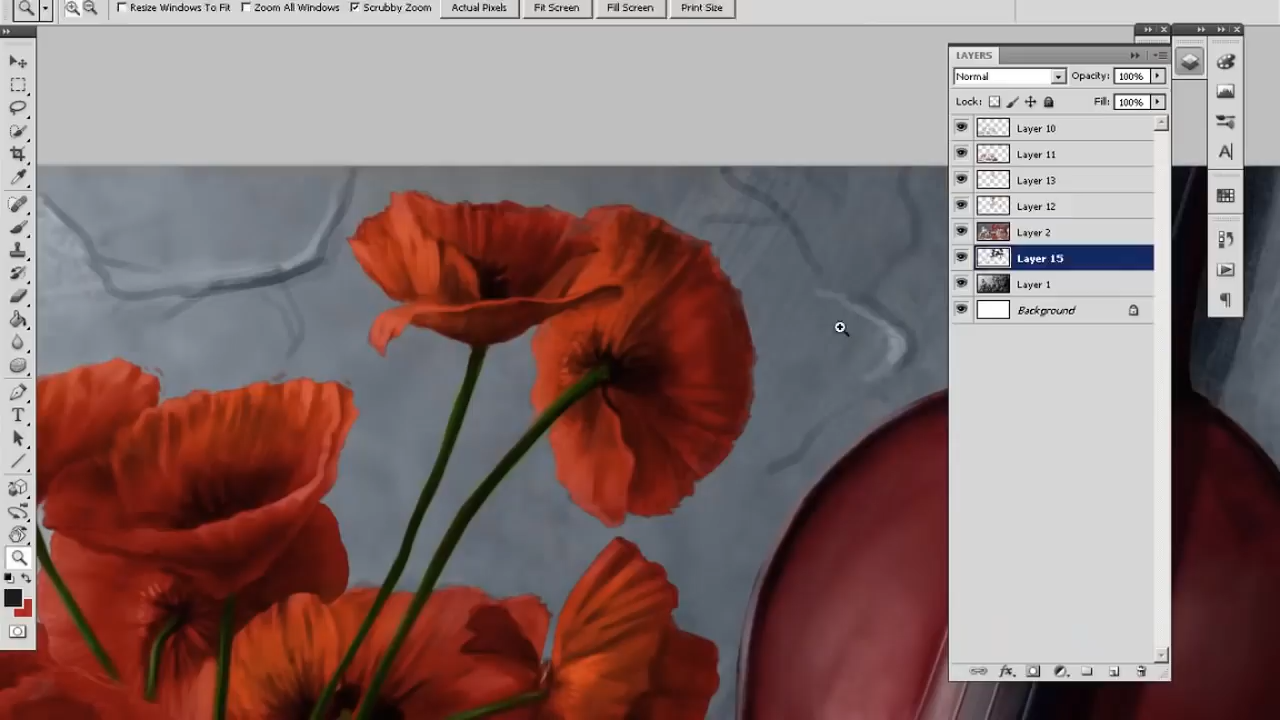 Resize Windows To Fit Zoom All Windows Scrubby Zoom Actual Pixels Fit Screen Fill Screen Print Size
LAYERS
Normal Opacity: 100%
Lock: Fill: 100%
Layer 10
Layer 11
Layer 13
Layer 12
Layer 2
Layer 15
Layer 1
Background